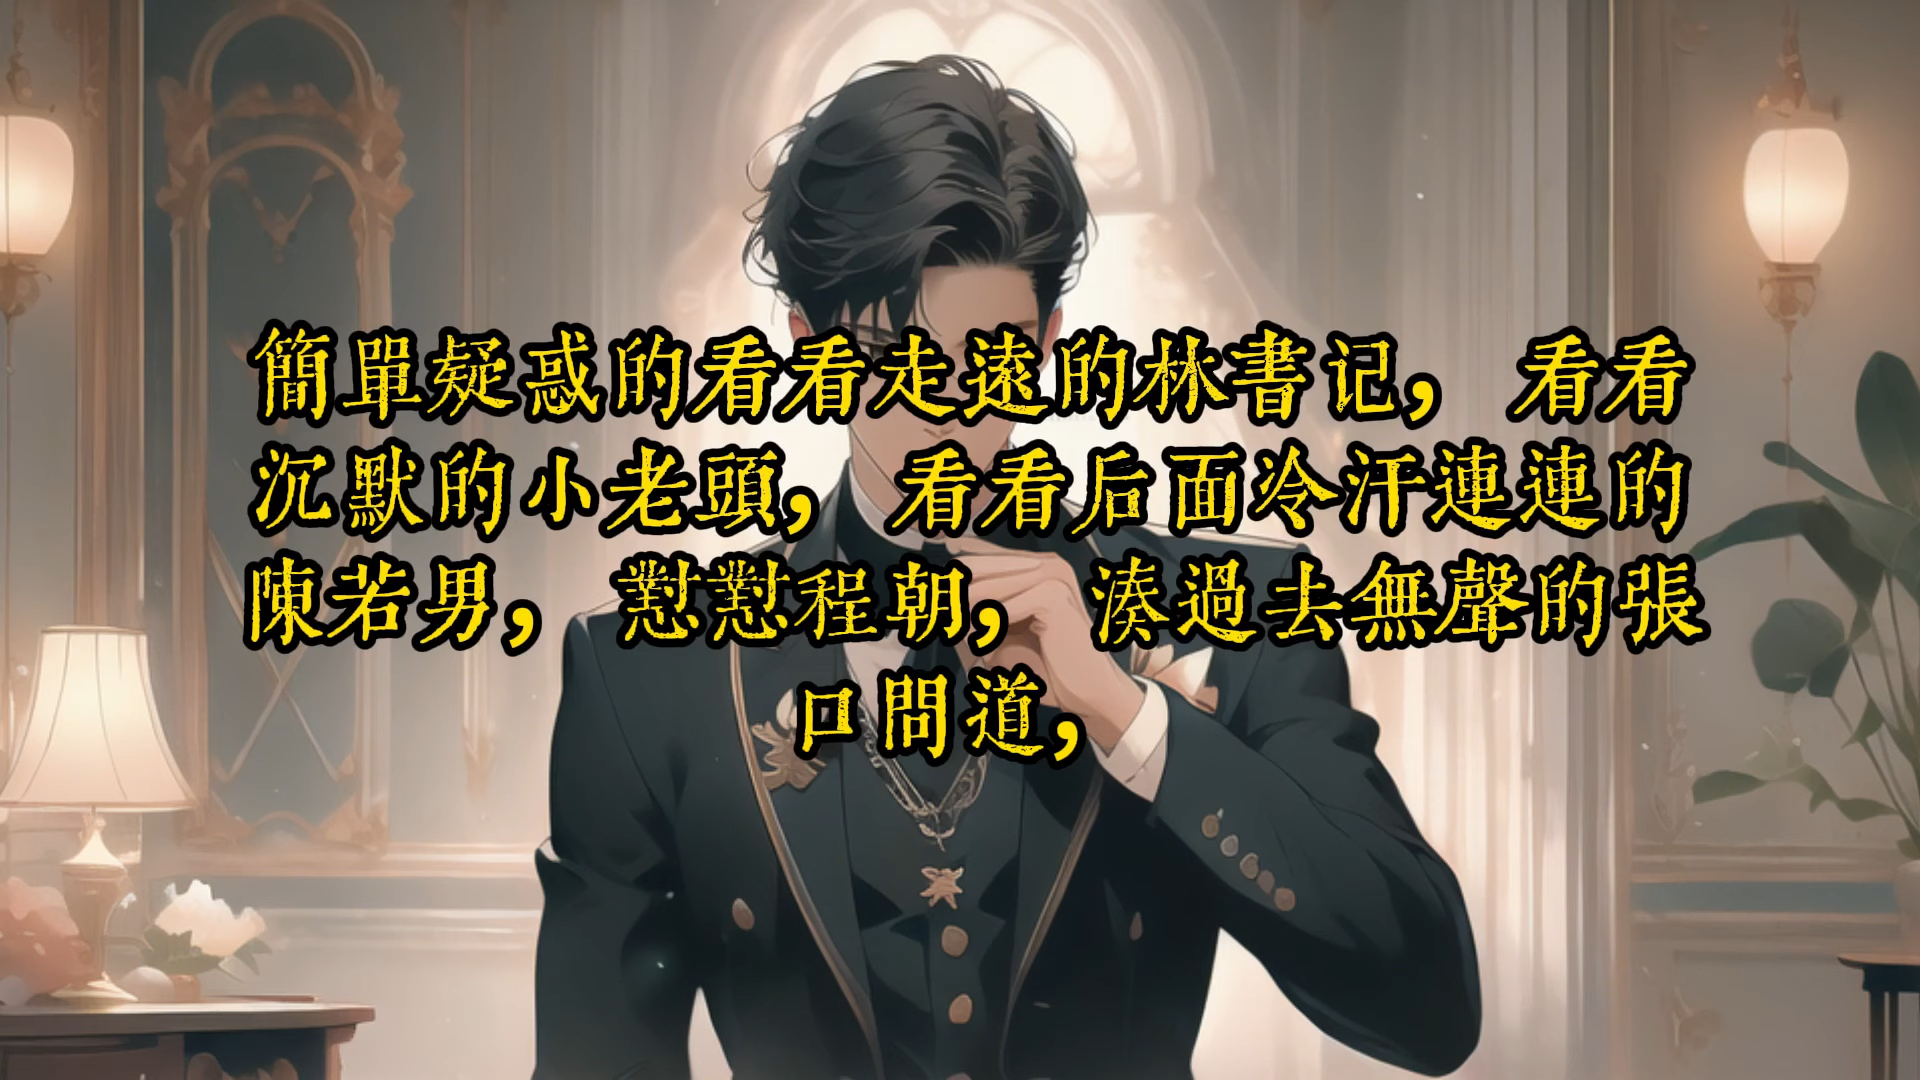 簡單疑惑的看看走遠的林書记，看看
沉默的小老頭，看看后面冷汗連連的
陳若男，懟懟程朝，湊過去無聲的張
口問道，